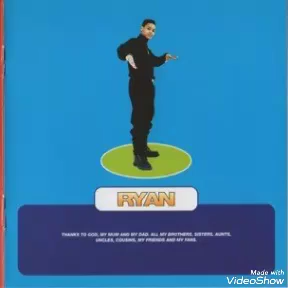 RYAN
THANKS TO GOD, MY MUM AND MY DAD. ALL MY BROTHERS, SISTERS, AUNTS,
UNCLES, COUSINS, MY FRIENDS AND MY FANS.
Made with
VideoShow